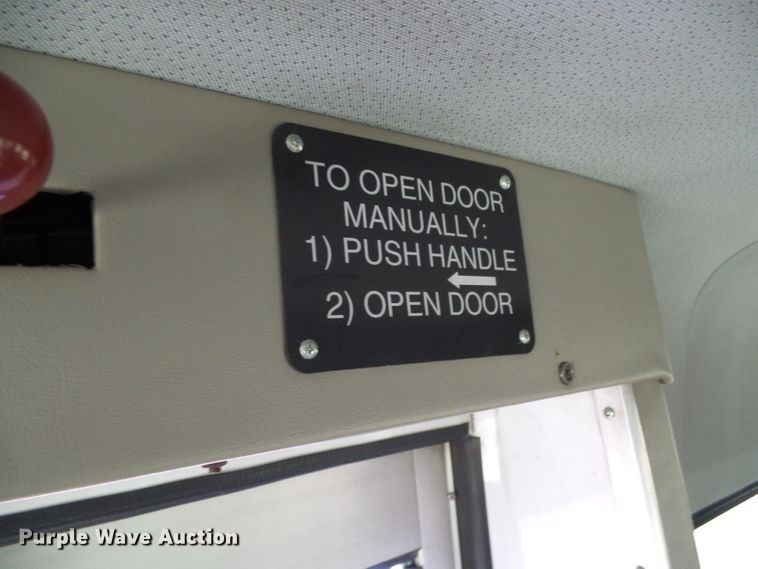 TO OPEN DOOR
MANUALLY:
1) PUSH HANDLE
2) OPEN DOOR
Purple Wave Auction